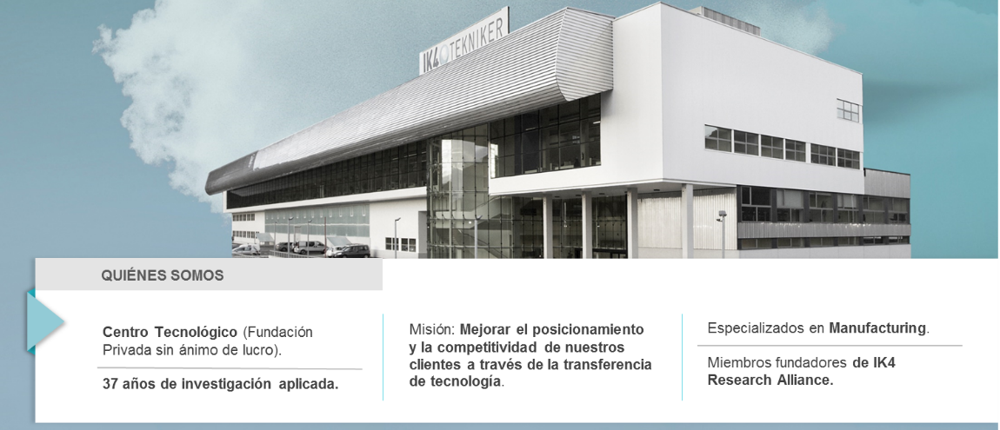 IK4 TEKNIKER
QUIÉNES SOMOS
Centro Tecnológico (Fundación
Privada sin ánimo de lucro).
37 años de investigación aplicada.
Misión: Mejorar el posicionamiento
y la competitividad de nuestros
clientes a través de la transferencia
de tecnología.
Especializados en Manufacturing.
Miembros fundadores de IK4
Research Alliance.